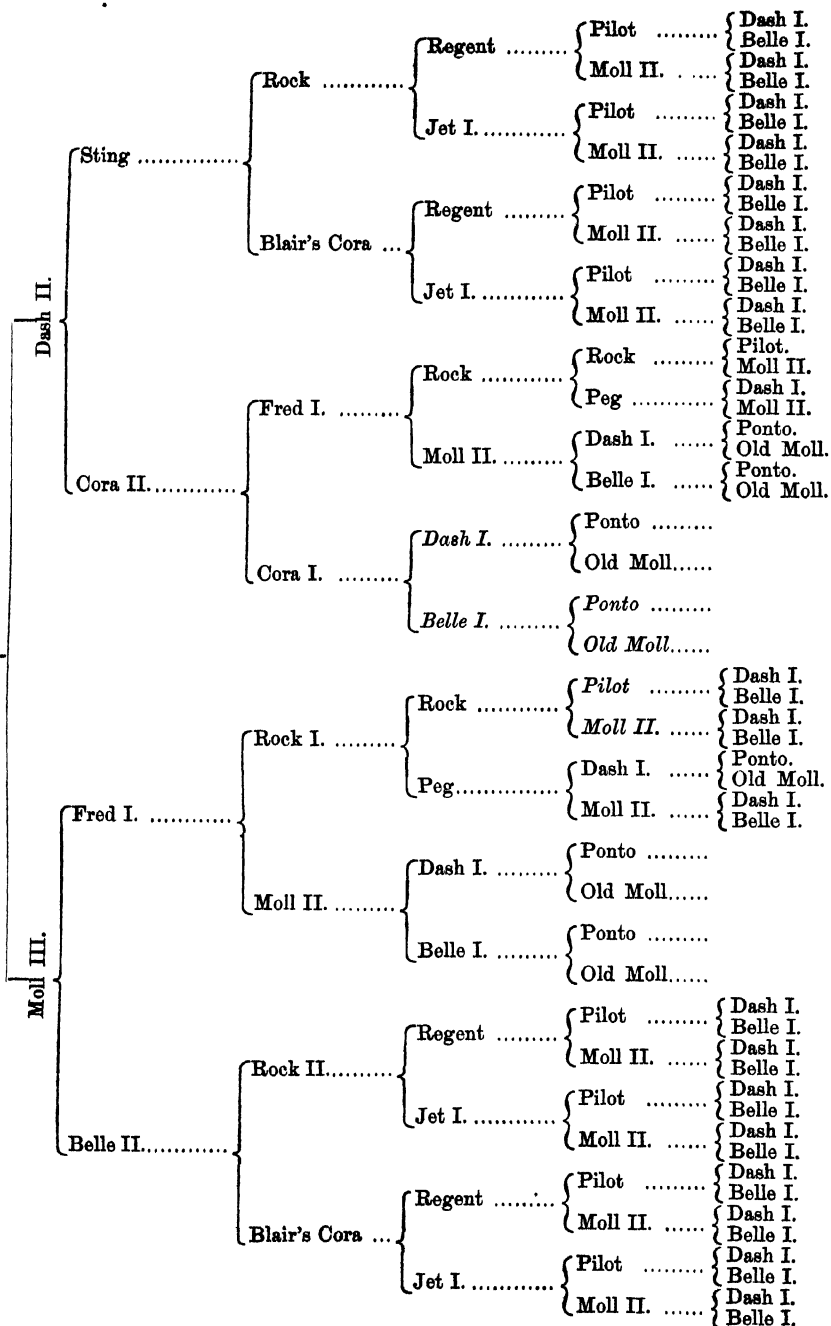 Dash I.
Pilot ........ Belle I.
Regent ........ Dash I.
Moll II. ...... Belle I.
Rock ............ Dash I.
Pilot ........ Belle I.
Jet I. ............ Dash I.
Moll II. ...... Belle I.
Sting ............... Dash I.
Pilot ........ Belle I.
Regent ........ Dash I.
Moll II. ...... Belle I.
Blair's Cora ... Dash I.
Pilot ........ Belle I.
Jet I. ............ Dash I.
Moll II. ...... Belle I.
Dash II.
Pilot.
Rock ........ Moll II.
Rock ............ Dash I.
Peg ............ Moll II.
Fred I. ........ Ponto.
Dash I. ...... Old Moll.
Moll II. ......... Ponto.
Belle I. ...... Old Moll.
Cora II. ............
Ponto ........
Dash I. .........
Old Moll ......
Cora I. .........
Ponto .........
Belle I. .........
Old Moll ......
Dash I.
Pilot ........ Belle I.
Rock ............ Dash I.
Moll II. ...... Belle I.
Rock I. ......... Ponto.
Dash I. ...... Old Moll.
Peg ............... Dash I.
Moll II. ...... Belle I.
Fred I. ............
Ponto .........
Dash I. .........
Old Moll ......
Moll II. .........
Ponto .........
Belle I. .........
Old Moll ......
Moll III.
Dash I.
Pilot ......... Belle I.
Regent ......... Dash I.
Moll II. ...... Belle I.
Rock II. ......... Dash I.
Pilot ......... Belle I.
Jet I. ............ Dash I.
Moll II. ...... Belle I.
Belle II. ............ Dash I.
Pilot ......... Belle I.
Regent ......... Dash I.
Moll II. ...... Belle I.
Blair's Cora ... Dash I.
Pilot ......... Belle I.
Jet I. ............ Dash I.
Moll II. ...... Belle I.